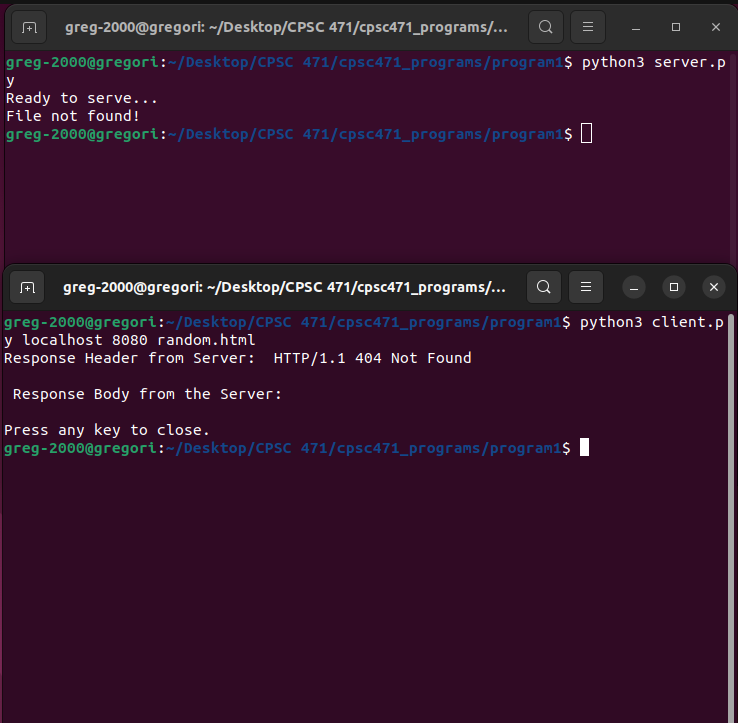 greg-2000@gregori: ~/Desktop/CPSC 471/cpsc471_programs/...
greg-2000@gregori:~/Desktop/CPSC 471/cpsc471_programs/program1$ python3 server.p
y
Ready to serve...
File not found!
greg-2000@gregori:~/Desktop/CPSC 471/cpsc471_programs/program1$
greg-2000@gregori: ~/Desktop/CPSC 471/cpsc471_programs/...
greg-2000@gregori:~/Desktop/CPSC 471/cpsc471_programs/program1$ python3 client.p
y localhost 8080 random.html
Response Header from Server:  HTTP/1.1 404 Not Found
 Response Body from the Server:
Press any key to close.
greg-2000@gregori:~/Desktop/CPSC 471/cpsc471_programs/program1$